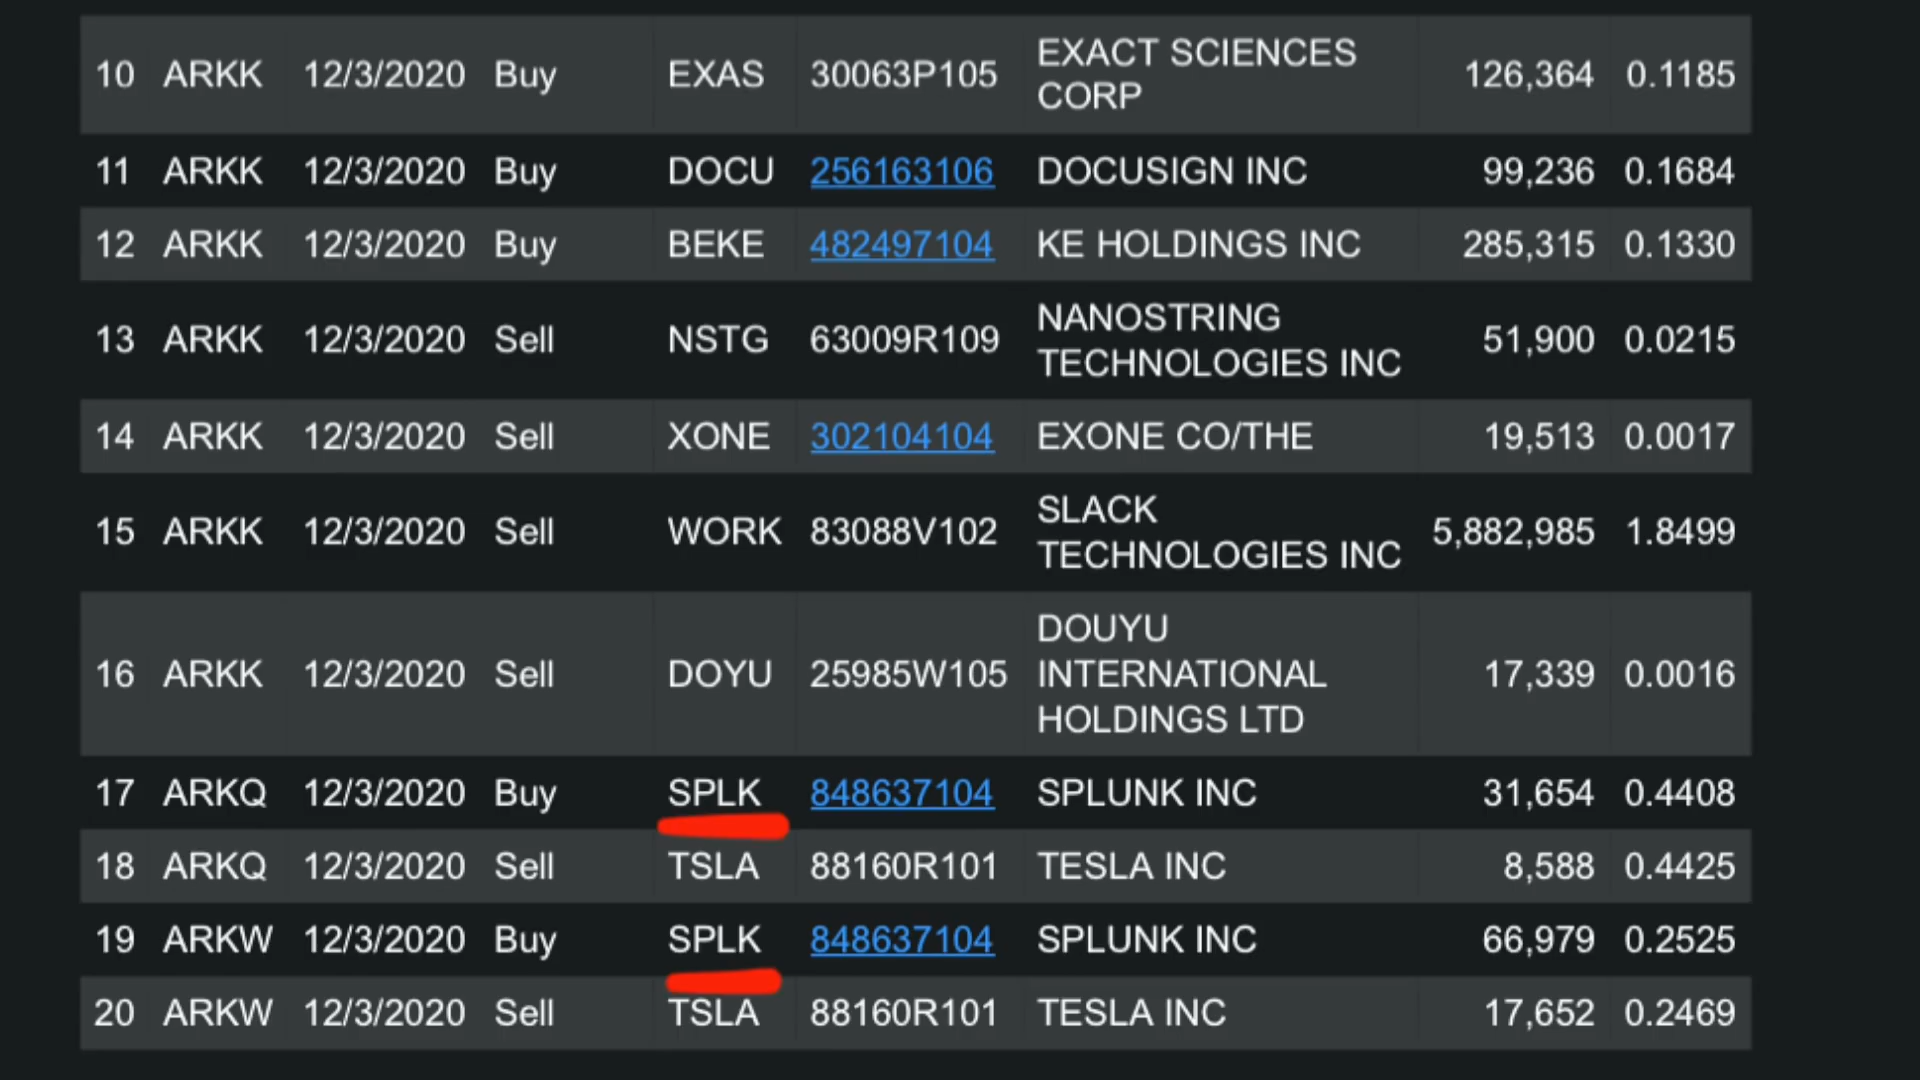 10 ARKK 12/3/2020 Buy EXAS 30063P105 EXACT SCIENCES CORP 126,364 0.1185
11 ARKK 12/3/2020 Buy DOCU 256163106 DOCUSIGN INC 99,236 0.1684
12 ARKK 12/3/2020 Buy BEKE 482497104 KE HOLDINGS INC 285,315 0.1330
13 ARKK 12/3/2020 Sell NSTG 63009R109 NANOSTRING TECHNOLOGIES INC 51,900 0.0215
14 ARKK 12/3/2020 Sell XONE 302104104 EXONE CO/THE 19,513 0.0017
15 ARKK 12/3/2020 Sell WORK 83088V102 SLACK TECHNOLOGIES INC 5,882,985 1.8499
16 ARKK 12/3/2020 Sell DOYU 25985W105 DOUYU INTERNATIONAL HOLDINGS LTD 17,339 0.0016
17 ARKQ 12/3/2020 Buy SPLK 848637104 SPLUNK INC 31,654 0.4408
18 ARKQ 12/3/2020 Sell TSLA 88160R101 TESLA INC 8,588 0.4425
19 ARKW 12/3/2020 Buy SPLK 848637104 SPLUNK INC 66,979 0.2525
20 ARKW 12/3/2020 Sell TSLA 88160R101 TESLA INC 17,652 0.2469